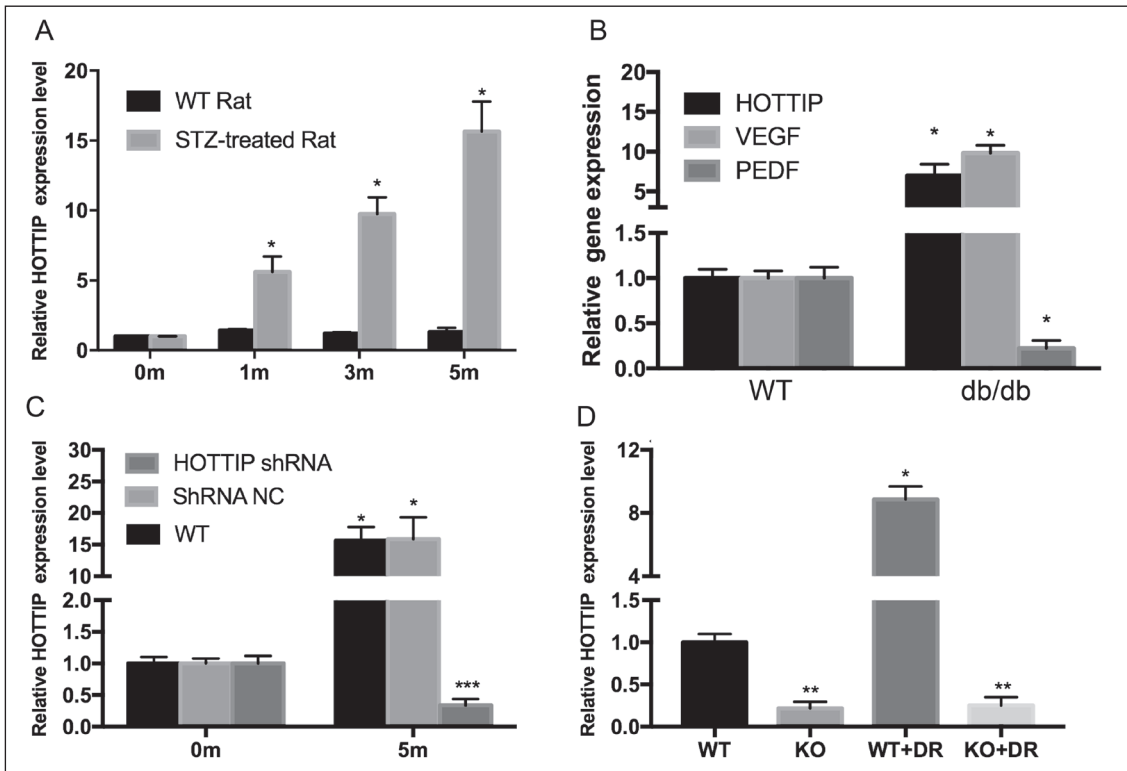 A
Relative HOTTIP expression level
20
15
10
5
0
WT Rat
STZ-treated Rat
*
*
*
0m
1m
3m
5m
B
Relative gene expression
20
15
10
5
1.5
1.0
0.5
0.0
HOTTIP
VEGF
PEDF
*
*
*
WT
db/db
C
Relative HOTTIP expression level
30
25
20
15
10
2.0
1.5
1.0
0.5
0.0
HOTTIP shRNA
ShRNA NC
WT
*
*
***
0m
5m
D
Relative HOTTIP expression level
12
8
4
1.5
1.0
0.5
0.0
**
*
**
WT
KO
WT+DR
KO+DR